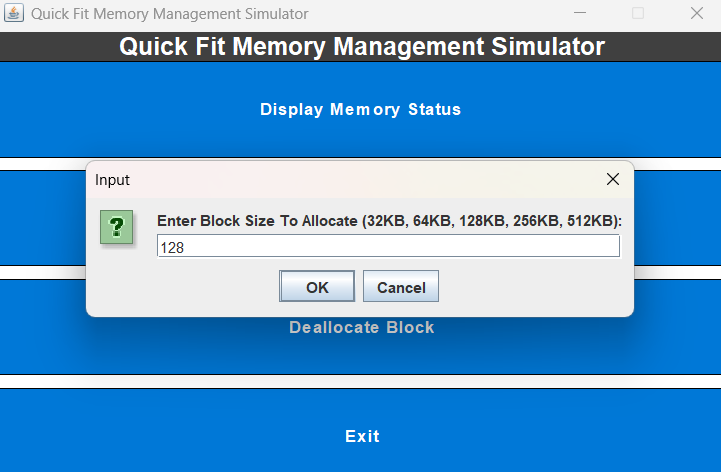 Quick Fit Memory Management Simulator
Quick Fit Memory Management Simulator
Display Memory Status
Input
?
Enter Block Size To Allocate (32KB, 64KB, 128KB, 256KB, 512KB):
128
OK Cancel
Deallocate Block
Exit